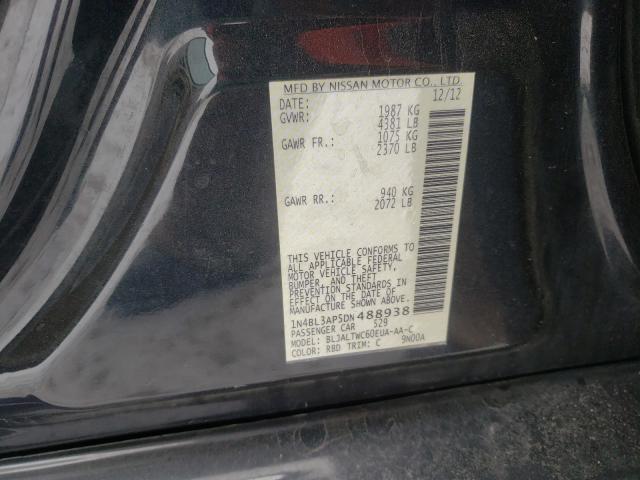 MFD BY NISSAN MOTOR CO., LTD.
DATE: 12/12
GVWR: 1987 KG
4381 LB
GAWR FR.: 1075 KG
2370 LB
GAWR RR.: 940 KG
2072 LB
THIS VEHICLE CONFORMS TO
ALL APPLICABLE FEDERAL
MOTOR VEHICLE SAFETY,
BUMPER, AND THEFT
PREVENTION STANDARDS IN
EFFECT ON THE DATE OF
MANUFACTURE SHOWN ABOVE.
1N4BL3AP5DN488938
PASSENGER CAR 529
MODEL: BLJALTWC60EUA-AA-C
COLOR: RBD TRIM: C 9N00A